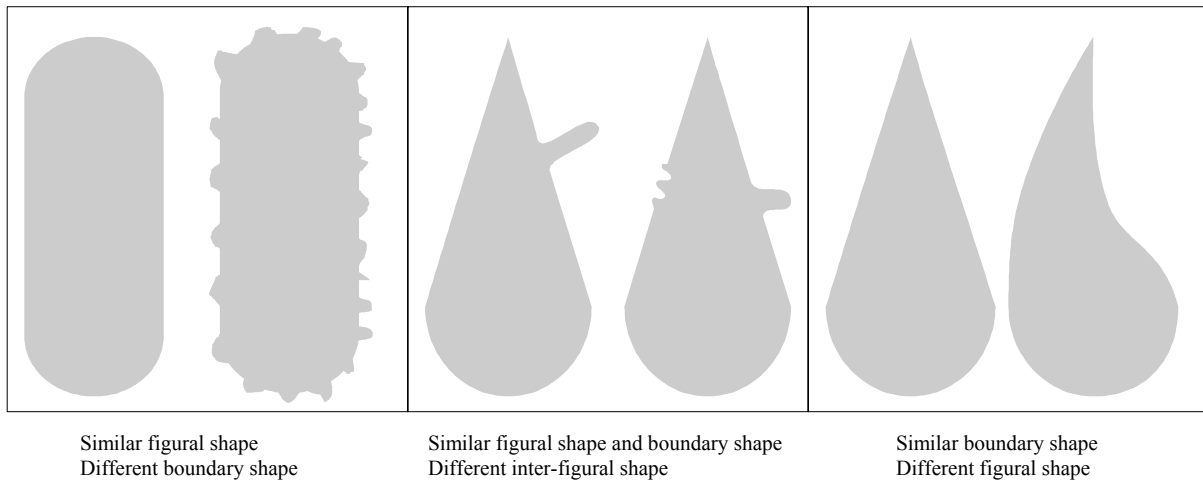 Similar figural shape
Different boundary shape
Similar figural shape and boundary shape
Different inter-figural shape
Similar boundary shape
Different figural shape